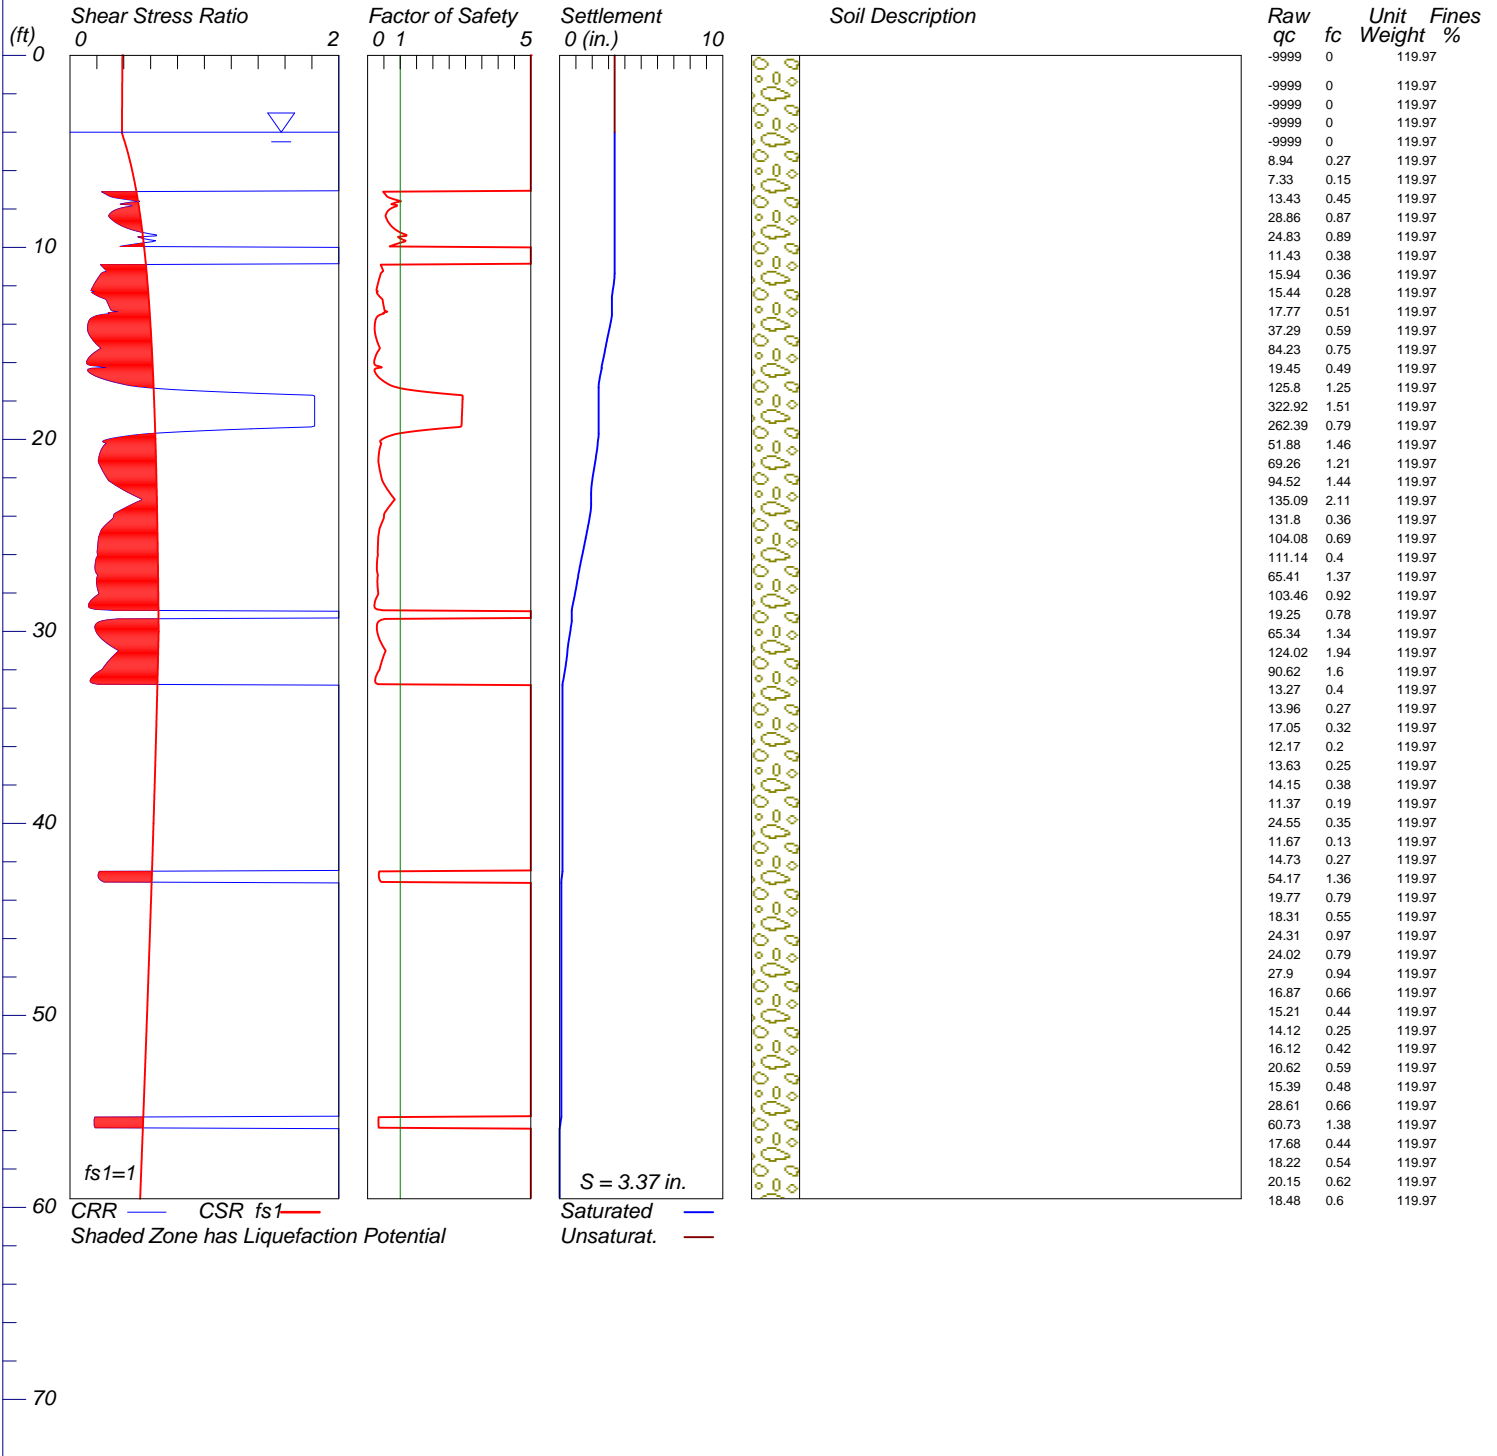 Shear Stress Ratio Factor of Safety Settlement Soil Description Raw Unit Fines
(ft) 0 2 0 1 5 0 (in.) 10 qc fc Weight %
0 -9999 0 119.97
-9999 0 119.97
-9999 0 119.97
-9999 0 119.97
-9999 0 119.97
8.94 0.27 119.97
7.33 0.15 119.97
13.43 0.45 119.97
28.86 0.87 119.97
10 24.83 0.89 119.97
11.43 0.38 119.97
15.94 0.36 119.97
15.44 0.28 119.97
17.77 0.51 119.97
37.29 0.59 119.97
84.23 0.75 119.97
19.45 0.49 119.97
125.8 1.25 119.97
322.92 1.51 119.97
262.39 0.79 119.97
20 51.88 1.46 119.97
69.26 1.21 119.97
94.52 1.44 119.97
135.09 2.11 119.97
131.8 0.36 119.97
104.08 0.69 119.97
111.14 0.4 119.97
65.41 1.37 119.97
103.46 0.92 119.97
19.25 0.78 119.97
30 65.34 1.34 119.97
124.02 1.94 119.97
90.62 1.6 119.97
13.27 0.4 119.97
13.96 0.27 119.97
17.05 0.32 119.97
12.17 0.2 119.97
13.63 0.25 119.97
14.15 0.38 119.97
11.37 0.19 119.97
40 24.55 0.35 119.97
11.67 0.13 119.97
14.73 0.27 119.97
54.17 1.36 119.97
19.77 0.79 119.97
18.31 0.55 119.97
24.31 0.97 119.97
24.02 0.79 119.97
27.9 0.94 119.97
16.87 0.66 119.97
50 15.21 0.44 119.97
14.12 0.25 119.97
16.12 0.42 119.97
20.62 0.59 119.97
15.39 0.48 119.97
28.61 0.66 119.97
60.73 1.38 119.97
17.68 0.44 119.97
18.22 0.54 119.97
fs1=1 S = 3.37 in. 20.15 0.62 119.97
60 18.48 0.6 119.97
CRR CSR fs1 Saturated
Shaded Zone has Liquefaction Potential Unsaturat.
70